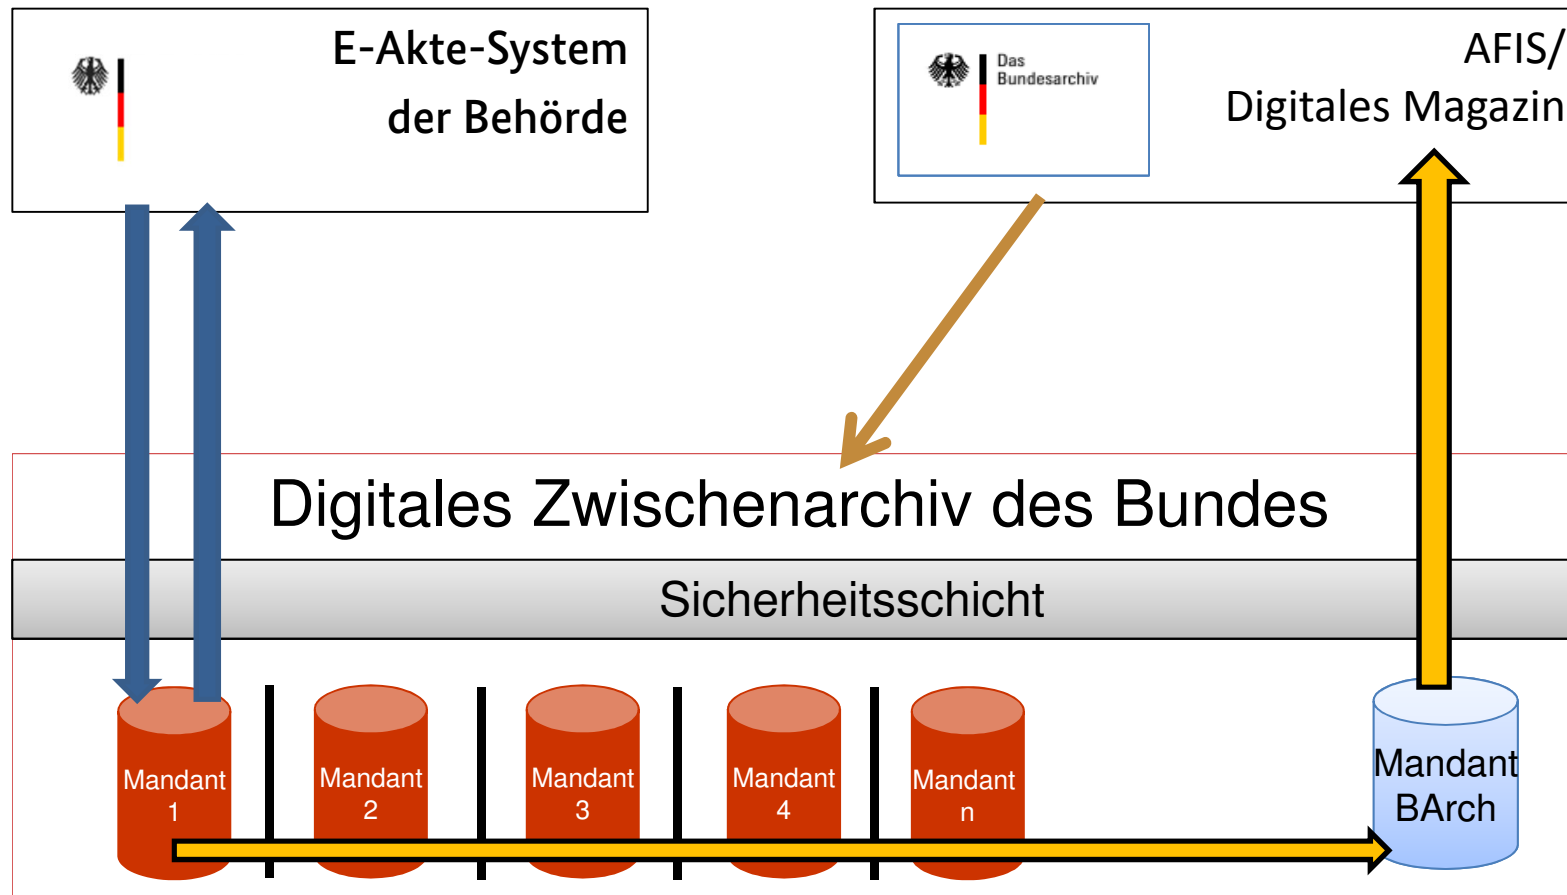 E-Akte-System
der Behörde
Das
Bundesarchiv
AFIS/
Digitales Magazin
Digitales Zwischenarchiv des Bundes
Sicherheitsschicht
Mandant
1
Mandant
2
Mandant
3
Mandant
4
Mandant
n
Mandant
BArch